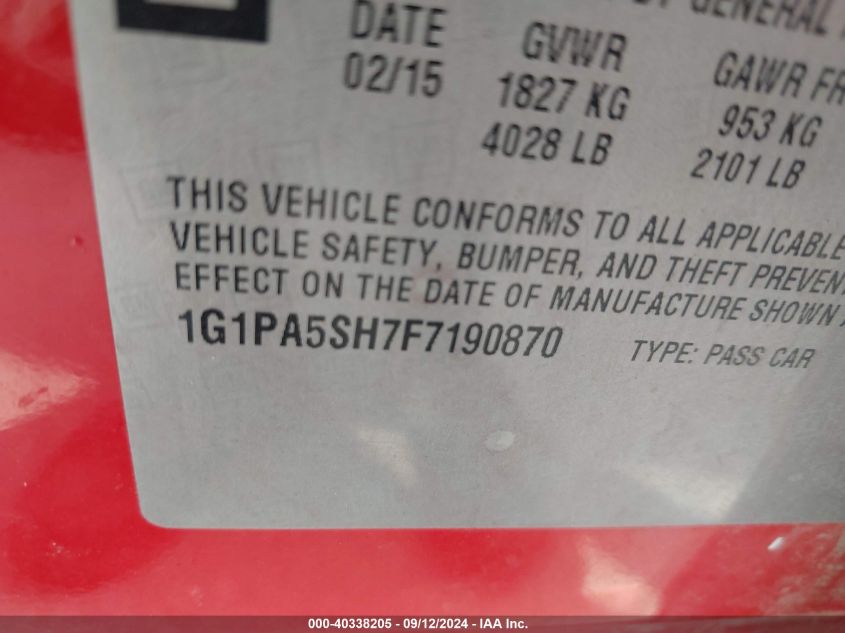 GENERAL
DATE GVWR GAWR FR
02/15 1827 KG 953 KG
4028 LB 2101 LB
THIS VEHICLE CONFORMS TO ALL APPLICABLE
VEHICLE SAFETY, BUMPER, AND THEFT PREVEN
EFFECT ON THE DATE OF MANUFACTURE SHOWN
1G1PA5SH7F7190870 TYPE: PASS CAR
000-40338205 - 09/12/2024 - IAA Inc.